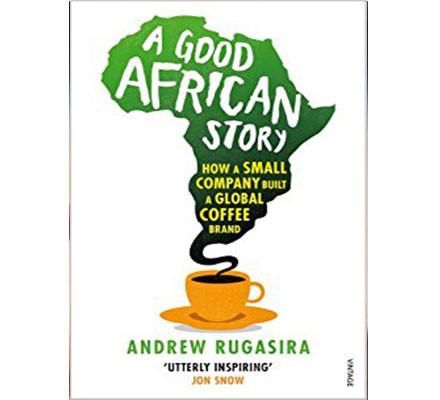 A GOOD
AFRICAN
STORY
HOW A SMALL
COMPANY BUILT
A GLOBAL
COFFEE
BRAND
ANDREW RUGASIRA
'UTTERLY INSPIRING'
JON SNOW
VINTAGE